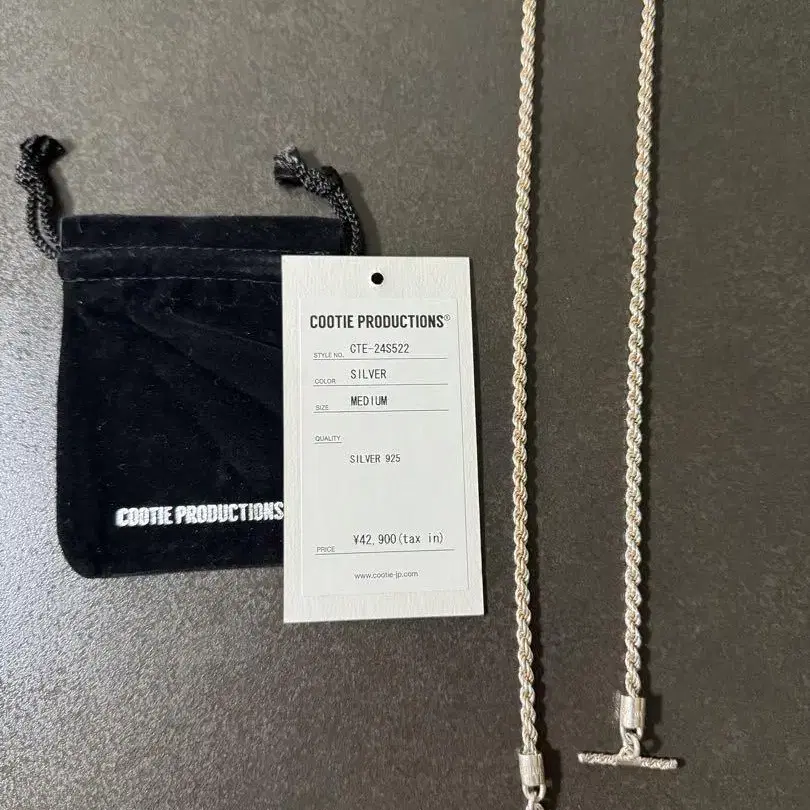 COOTIE PRODUCTIONS
COOTIE PRODUCTIONS®
STYLE NO. CTE-24S522
COLOR SILVER
SIZE MEDIUM
QUALITY
SILVER 925
PRICE ¥42,900(tax in)
www.cootie-jp.com